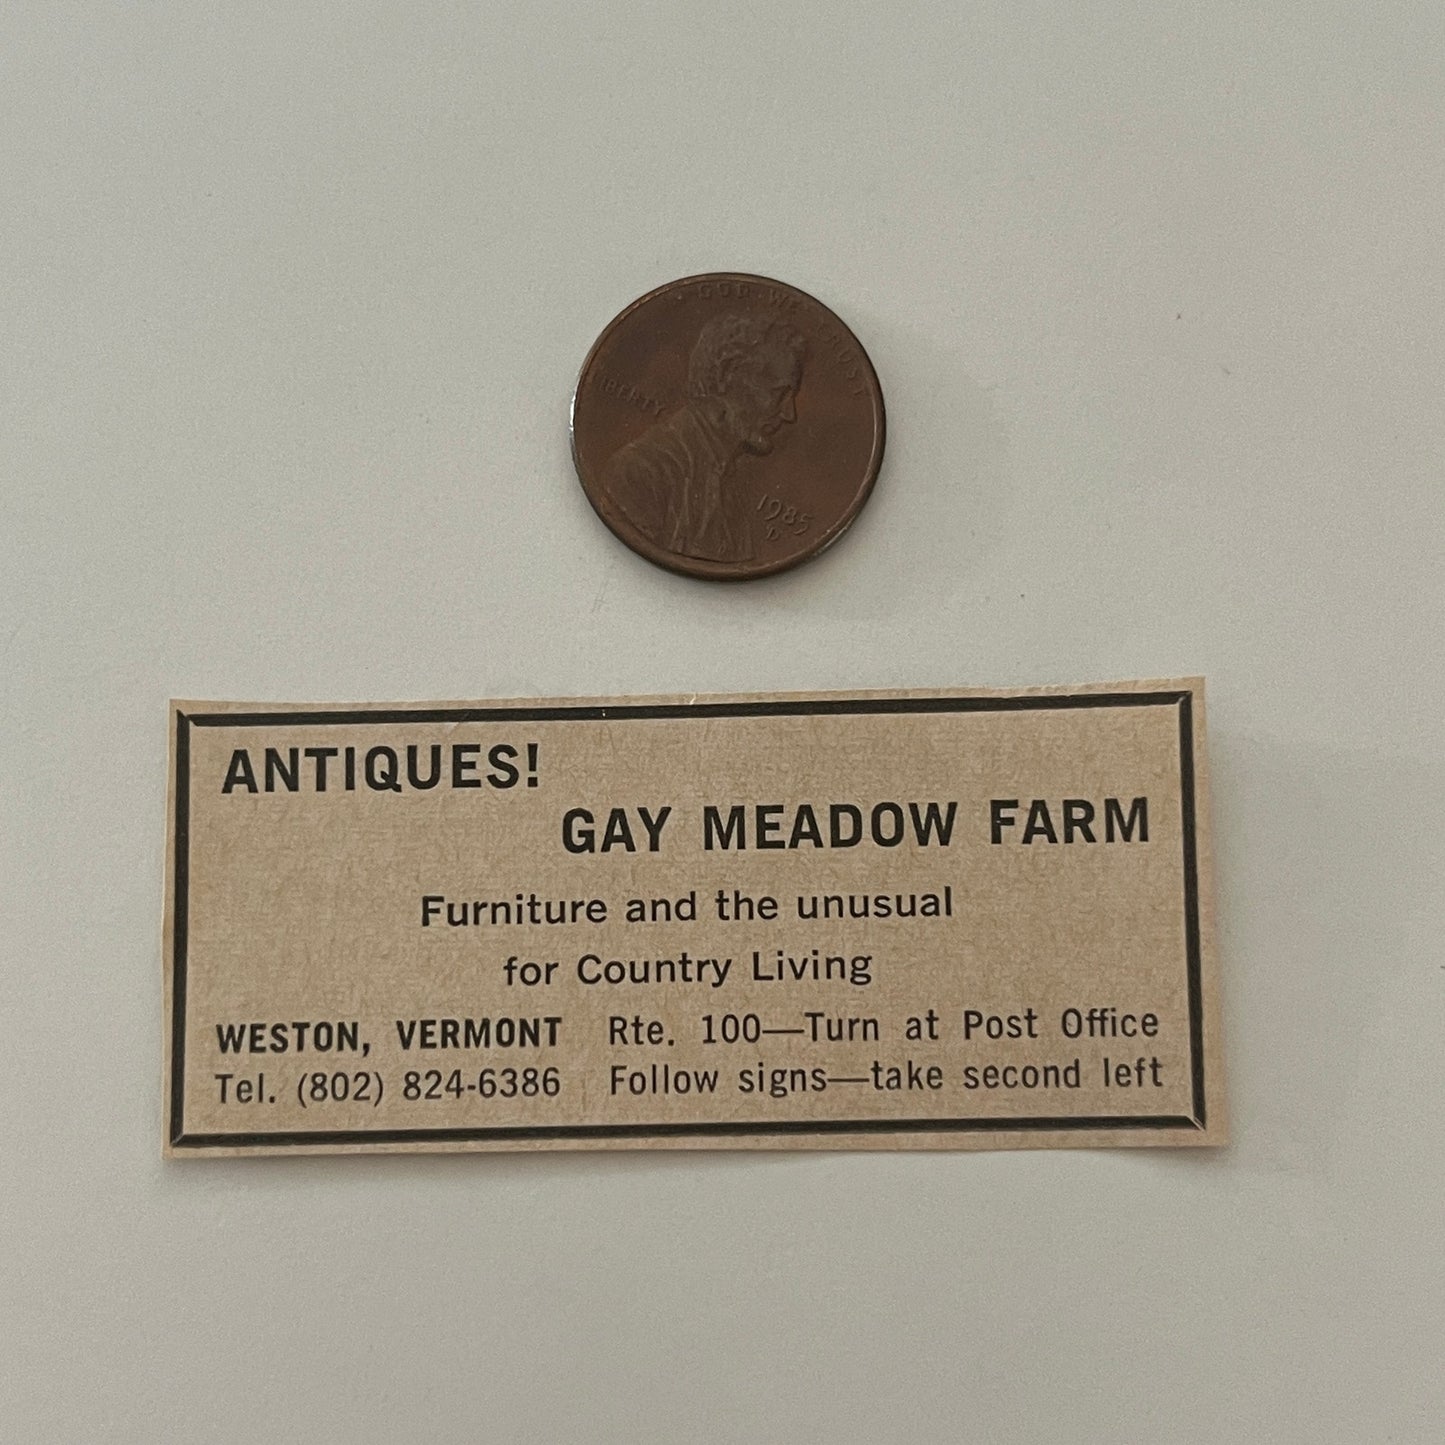 GOD WE TRUST
LIBERTY
1985
D
ANTIQUES!
GAY MEADOW FARM
Furniture and the unusual
for Country Living
WESTON, VERMONT Rte. 100—Turn at Post Office
Tel. (802) 824-6386 Follow signs—take second left